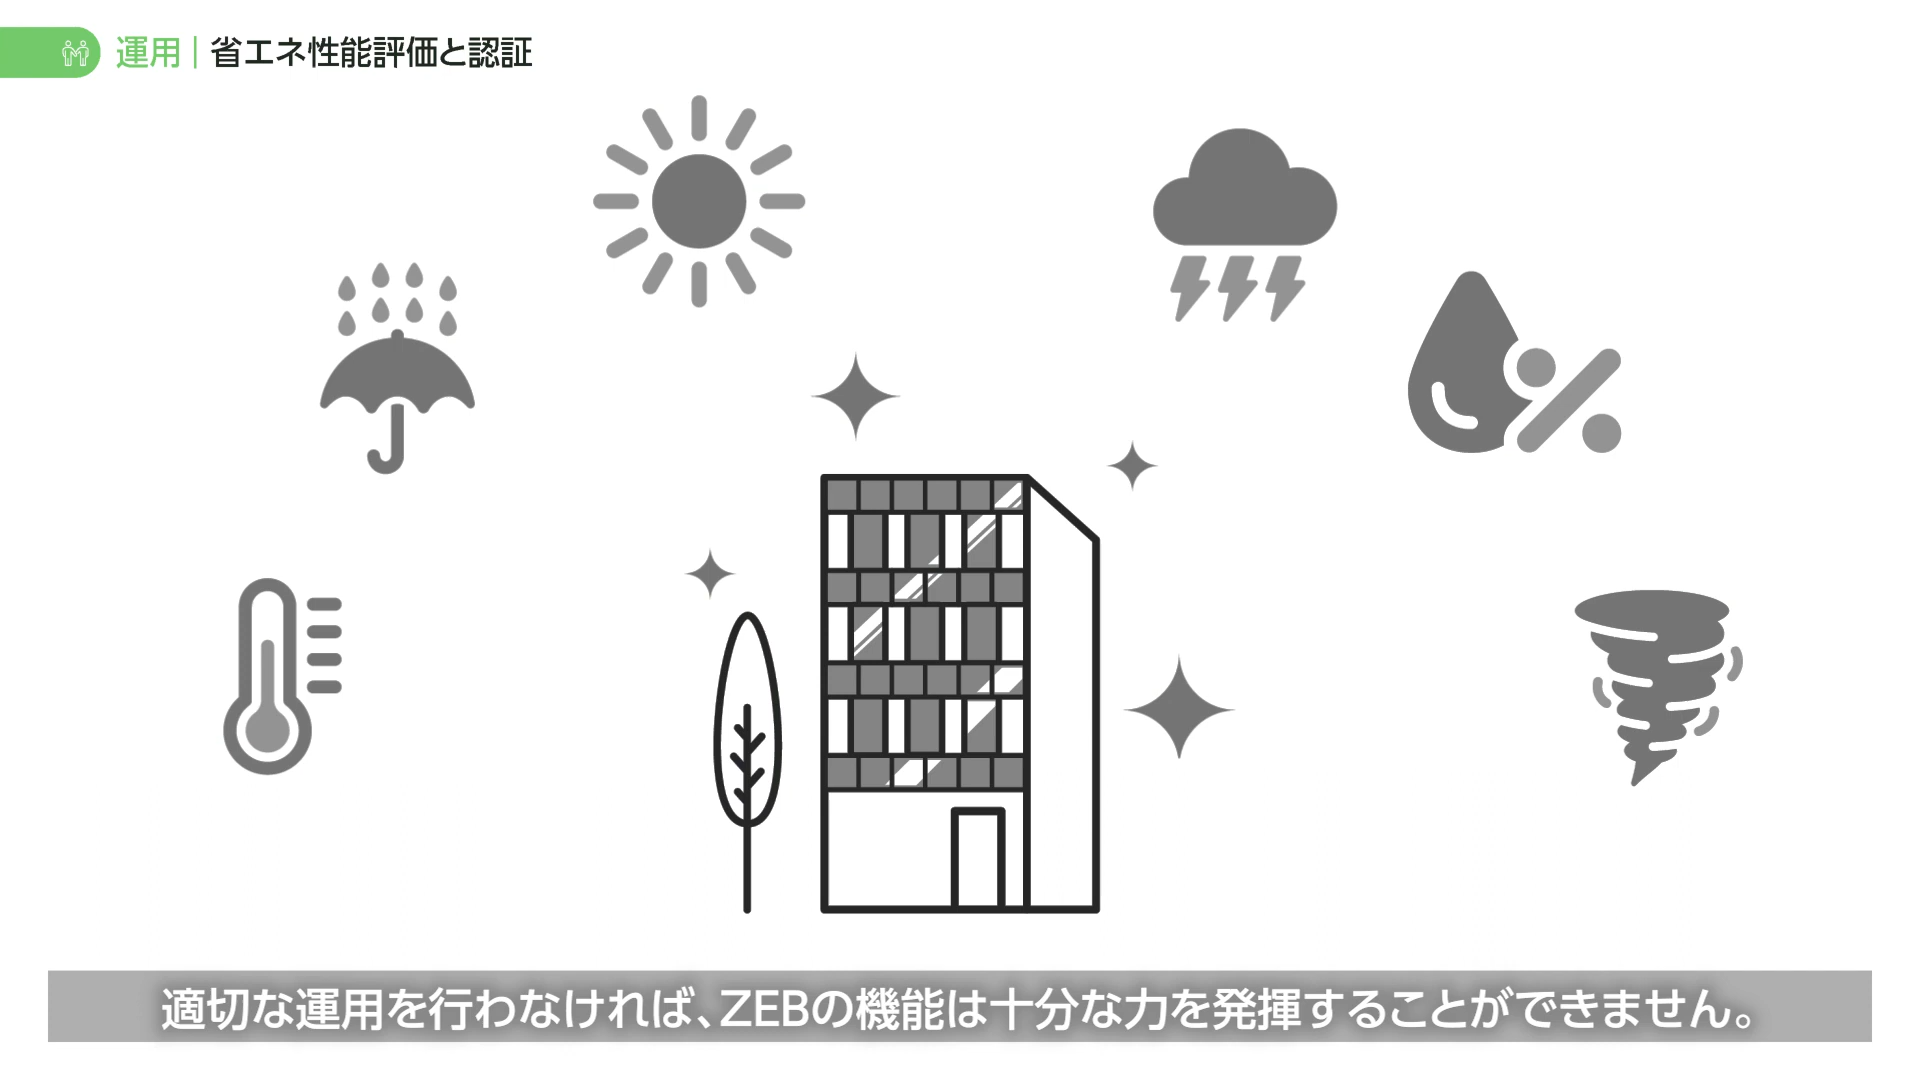 運用｜省エネ性能評価と認証
適切な運用を行わなければ、ZEBの機能は十分な力を発揮することができません。